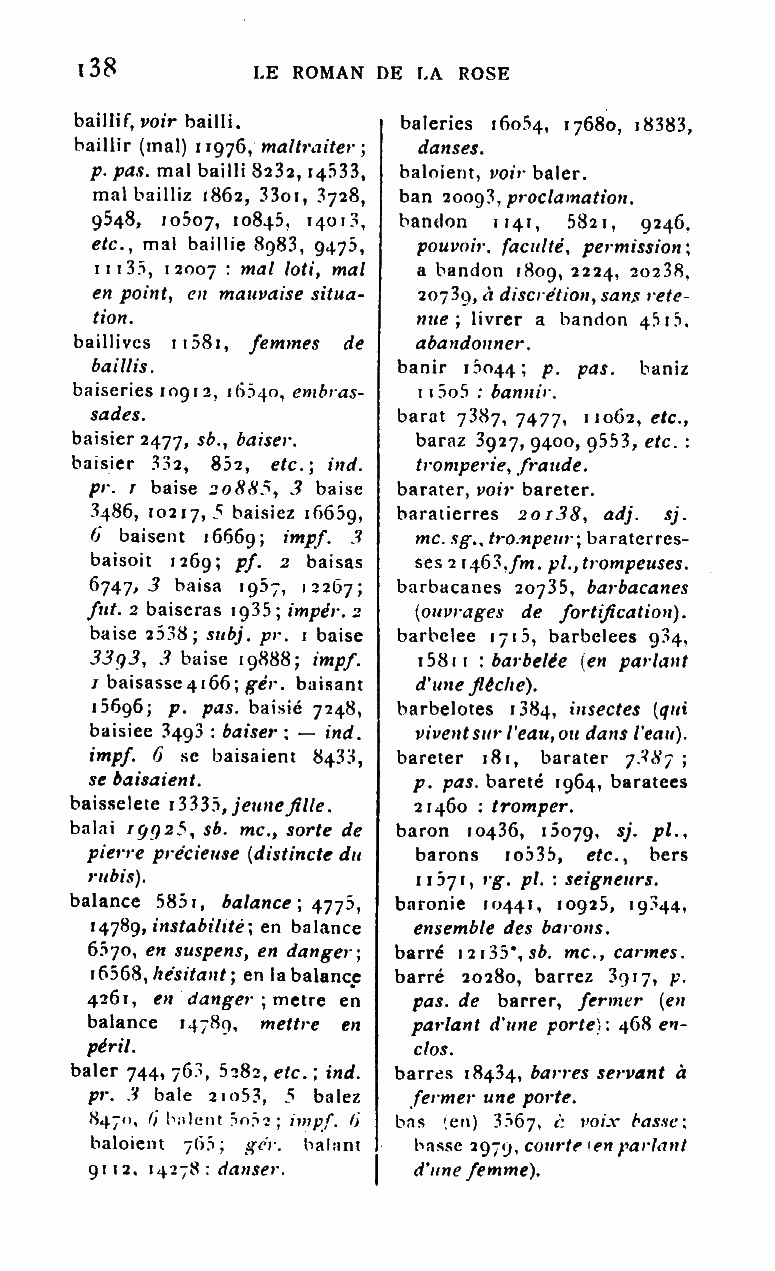 138
LE ROMAN DE LA ROSE
baillif, voir bailli.
baillir (mal) 11976, maltraiter ;
p. pas. mal bailli 8232, 14533,
mal bailliz 1862, 3301, 3728,
9548, 10507, 10845, 14013,
etc., mal baillie 8983, 9475,
11135, 12007 : mal loti, mal
en point, en mauvaise situa-
tion.
baillives 11581, femmes de
baillis.
baiseries 10912, 16540, embras-
sades.
baisier 2477, sb., baiser.
baisier 332, 852, etc.; ind.
pr. 1 baise 20885, 3 baise
3486, 10217, 5 baisiez 16659,
6 baisent 16669; impf. 3
baisoit 1269; pf. 2 baisas
6747, 3 baisa 1957, 12267;
fut. 2 baiseras 1935; impér. 2
baise 2538; subj. pr. 1 baise
3393, 3 baise 19888; impf.
1 baisasse 4166; gér. baisant
15696; p. pas. baisié 7248,
baisiee 3493 : baiser ; — ind.
impf. 6 se baisaient 8433,
se baisaient.
baisselete 13335, jeune fille.
balai 19925, sb. mc., sorte de
pierre précieuse (distincte du
rubis).
balance 5851, balance; 4775,
14789, instabilité; en balance
6570, en suspens, en danger;
16568, hésitant; en la balance
4261, en danger ; metre en
balance 14789, mettre en
péril.
baler 744, 763, 5282, etc.; ind.
pr. 3 bale 21053, 5 balez
8470, 6 balent 5052; impf. 6
baloient 765; gér. balant
9112, 14278 : danser.
baleries 16054, 17680, 18383,
danses.
baloient, voir baler.
ban 20093, proclamation.
bandon 1141, 5821, 9246,
pouvoir, faculté, permission;
a bandon 1809, 2224, 20238,
20739, à discrétion, sans rete-
nue ; livrer a bandon 4515,
abandonner.
banir 15044; p. pas. baniz
11505 : bannir.
barat 7387, 7477, 11062, etc.,
baraz 3927, 9400, 9553, etc. :
tromperie, fraude.
barater, voir bareter.
baratierres 20138, adj. sj.
mc. sg., trompeur; baraterres-
ses 21463, fm. pl., trompeuses.
barbacanes 20735, barbacanes
(ouvrages de fortification).
barbelee 1715, barbelees 934,
15811 : barbelée (en parlant
d'une flêche).
barbelotes 1384, insectes (qui
vivent sur l'eau, ou dans l'eau).
bareter 181, barater 7387 ;
p. pas. bareté 1964, baratees
21460 : tromper.
baron 10436, 15079, sj. pl.,
barons 10535, etc., bers
11571, rg. pl. : seigneurs.
baronie 10441, 10925, 19344,
ensemble des barons.
barré 12135*, sb. mc., carmes.
barré 20280, barrez 3917, p.
pas. de barrer, fermer (en
parlant d'une porte): 468 en-
clos.
barres 18434, barres servant à
fermer une porte.
bas (en) 3567, à voix basse;
basse 2979, courte (en parlant
d'une femme).